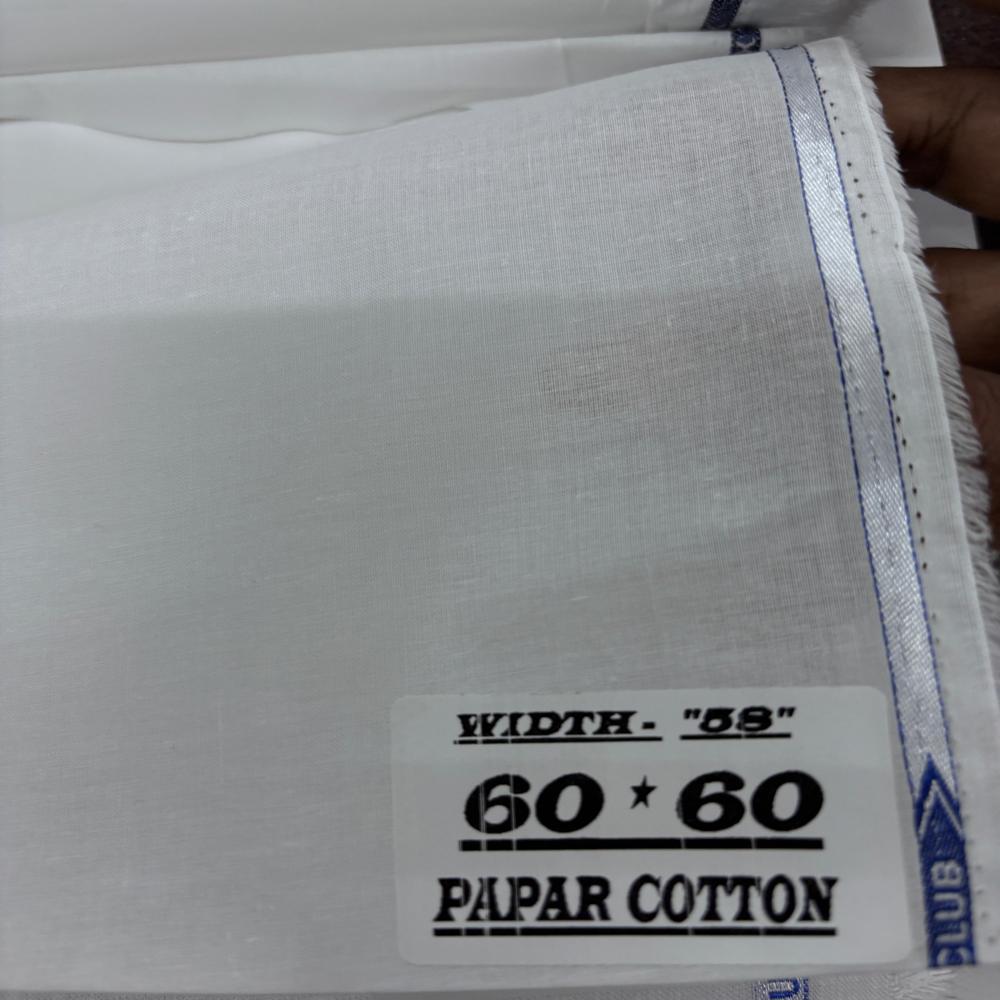 WIDTH- "58"
60 * 60
PAPAR COTTON
CLUB